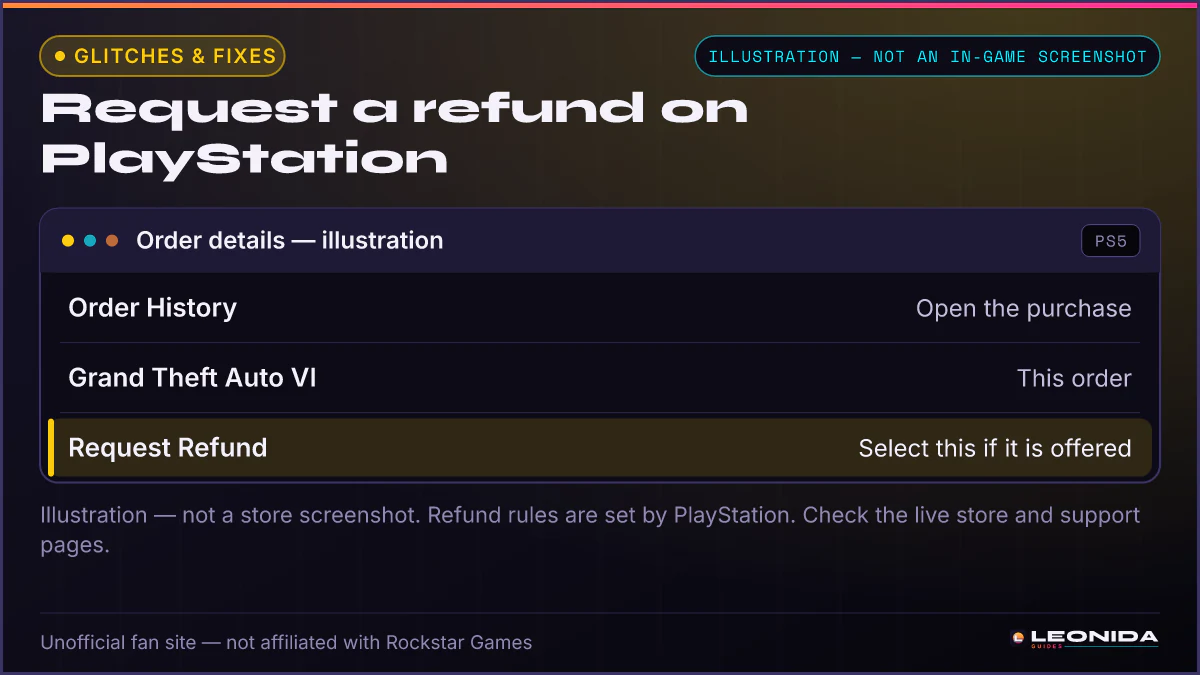 GLITCHES & FIXES
ILLUSTRATION — NOT AN IN-GAME SCREENSHOT
Request a refund on
PlayStation
Order details — illustration
PS5
Order History
Open the purchase
Grand Theft Auto VI
This order
Request Refund
Select this if it is offered
Illustration — not a store screenshot. Refund rules are set by PlayStation. Check the live store and support
pages.
Unofficial fan site — not affiliated with Rockstar Games
LEONIDA
GUIDES